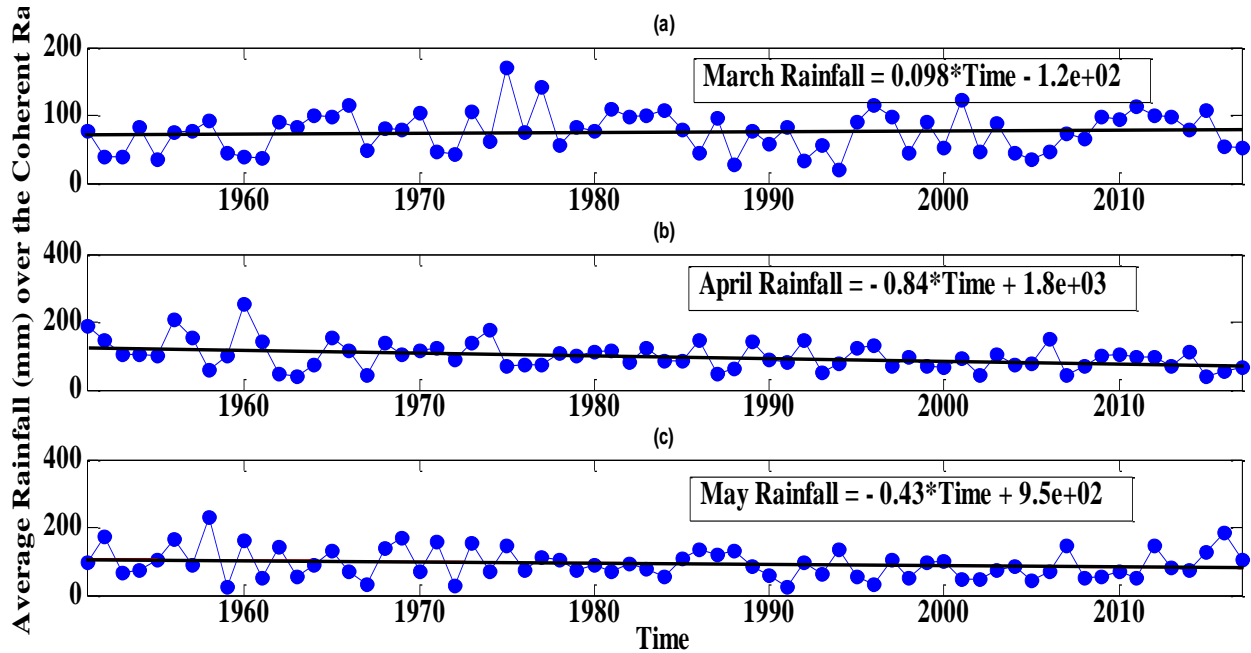 Average Rainfall (mm) over the Coherent Ra
(a)
200
100
0
March Rainfall = 0.098*Time - 1.2e+02
1960 1970 1980 1990 2000 2010
(b)
400
200
0
April Rainfall = - 0.84*Time + 1.8e+03
1960 1970 1980 1990 2000 2010
(c)
400
200
0
May Rainfall = - 0.43*Time + 9.5e+02
1960 1970 1980 1990 2000 2010
Time